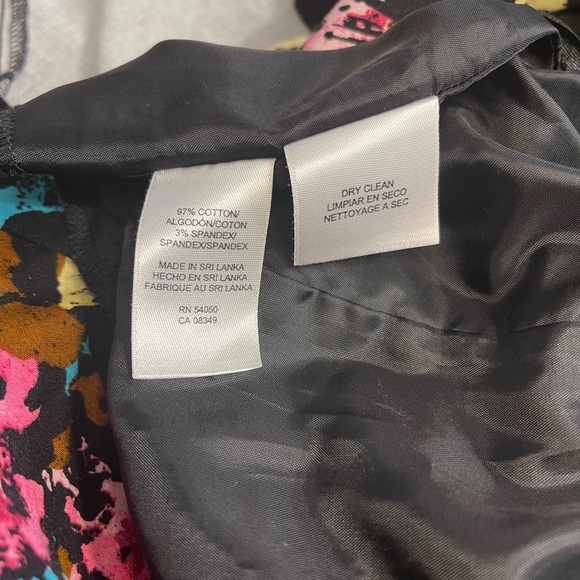 97% COTTON/
ALGODÓN/COTON
3% SPANDEX/
SPANDEX/SPANDEX
MADE IN SRI LANKA
HECHO EN SRI LANKA
FABRIQUE AU SRI LANKA
RN 54050
CA 08349
DRY CLEAN
LIMPIAR EN SECO
NETTOYAGE A SEC